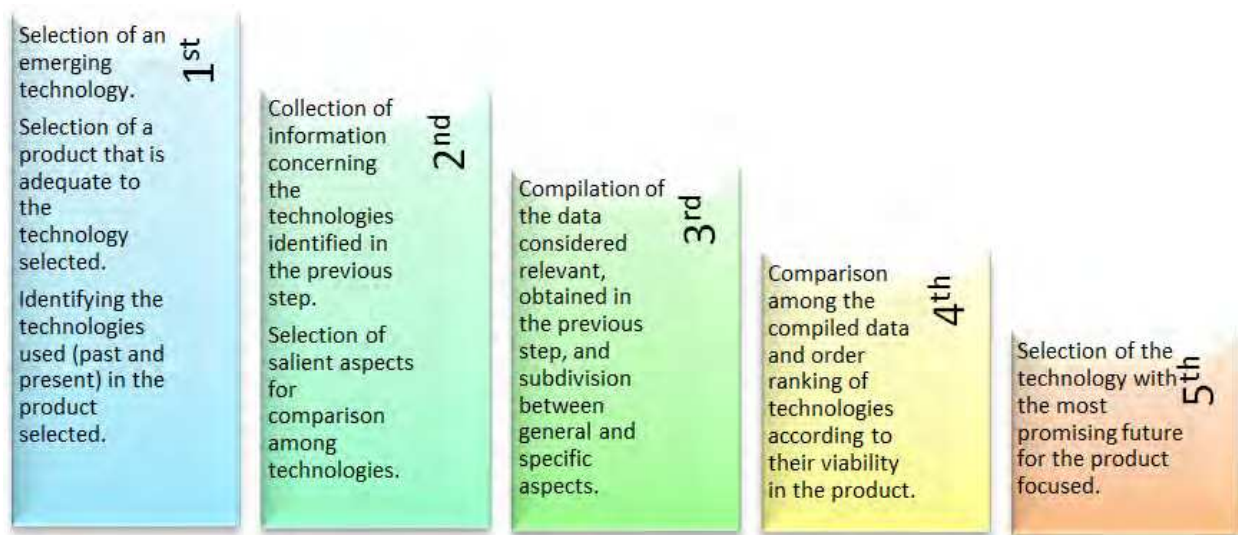 1st
Selection of an
emerging
technology.
Selection of a
product that is
adequate to
the
technology
selected.
Identifying the
technologies
used (past and
present) in the
product
selected.
2nd
Collection of
information
concerning
the
technologies
identified in
the previous
step.
Selection of
salient aspects
for
comparison
among
technologies.
3rd
Compilation of
the data
considered
relevant,
obtained in
the previous
step, and
subdivision
between
general and
specific
aspects.
4th
Comparison
among the
compiled data
and order
ranking of
technologies
according to
their viability
in the product.
5th
Selection of the
technology with
the most
promising future
for the product
focused.